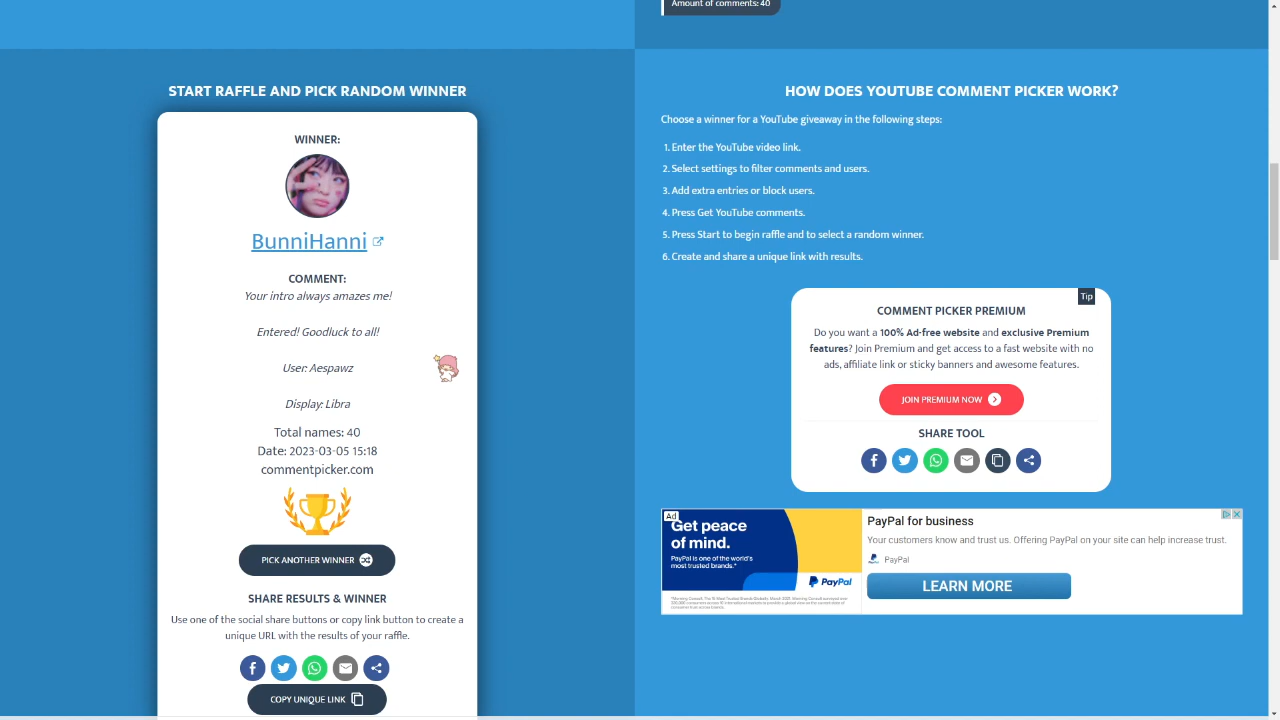 Amount of comments: 40
START RAFFLE AND PICK RANDOM WINNER
WINNER:
BunniHanni
COMMENT:
Your intro always amazes me!
Entered! Goodluck to all!
User: Aespawz
Display: Libra
Total names: 40
Date: 2023-03-05 15:18
commentpicker.com
PICK ANOTHER WINNER
SHARE RESULTS & WINNER
Use one of the social share buttons or copy link button to create a
unique URL with the results of your raffle.
COPY UNIQUE LINK
HOW DOES YOUTUBE COMMENT PICKER WORK?
Choose a winner for a YouTube giveaway in the following steps:
1. Enter the YouTube video link.
2. Select settings to filter comments and users.
3. Add extra entries or block users.
4. Press Get YouTube comments.
5. Press Start to begin raffle and to select a random winner.
6. Create and share a unique link with results.
Tip
COMMENT PICKER PREMIUM
Do you want a 100% Ad-free website and exclusive Premium
features? Join Premium and get access to a fast website with no
ads, affiliate link or sticky banners and awesome features.
JOIN PREMIUM NOW
SHARE TOOL
Ad
Get peace
of mind.
PayPal is one of the world's
most trusted brands.*
PayPal
PayPal for business
Your customers know and trust us. Offering PayPal on your site can help increase trust.
PayPal
LEARN MORE